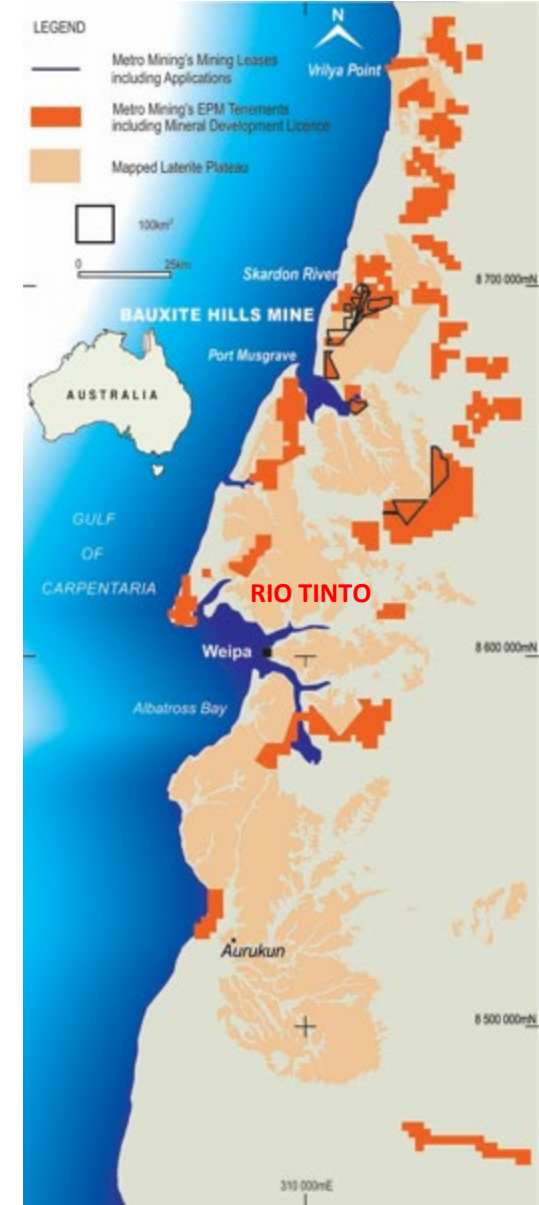 LEGEND
Metro Mining's Mining Leases
including Applications
Metro Mining's EPM Tenements
including Mineral Development Licence
Mapped Laterite Plateau
100km²
0 25km
N
Vrilya Point
Skardon River
8 700 000mN
BAUXITE HILLS MINE
Port Musgrave
AUSTRALIA
GULF
OF
CARPENTARIA
RIO TINTO
Weipa
8 600 000mN
Albatross Bay
Aurukun
8 500 000mN
310 000mE